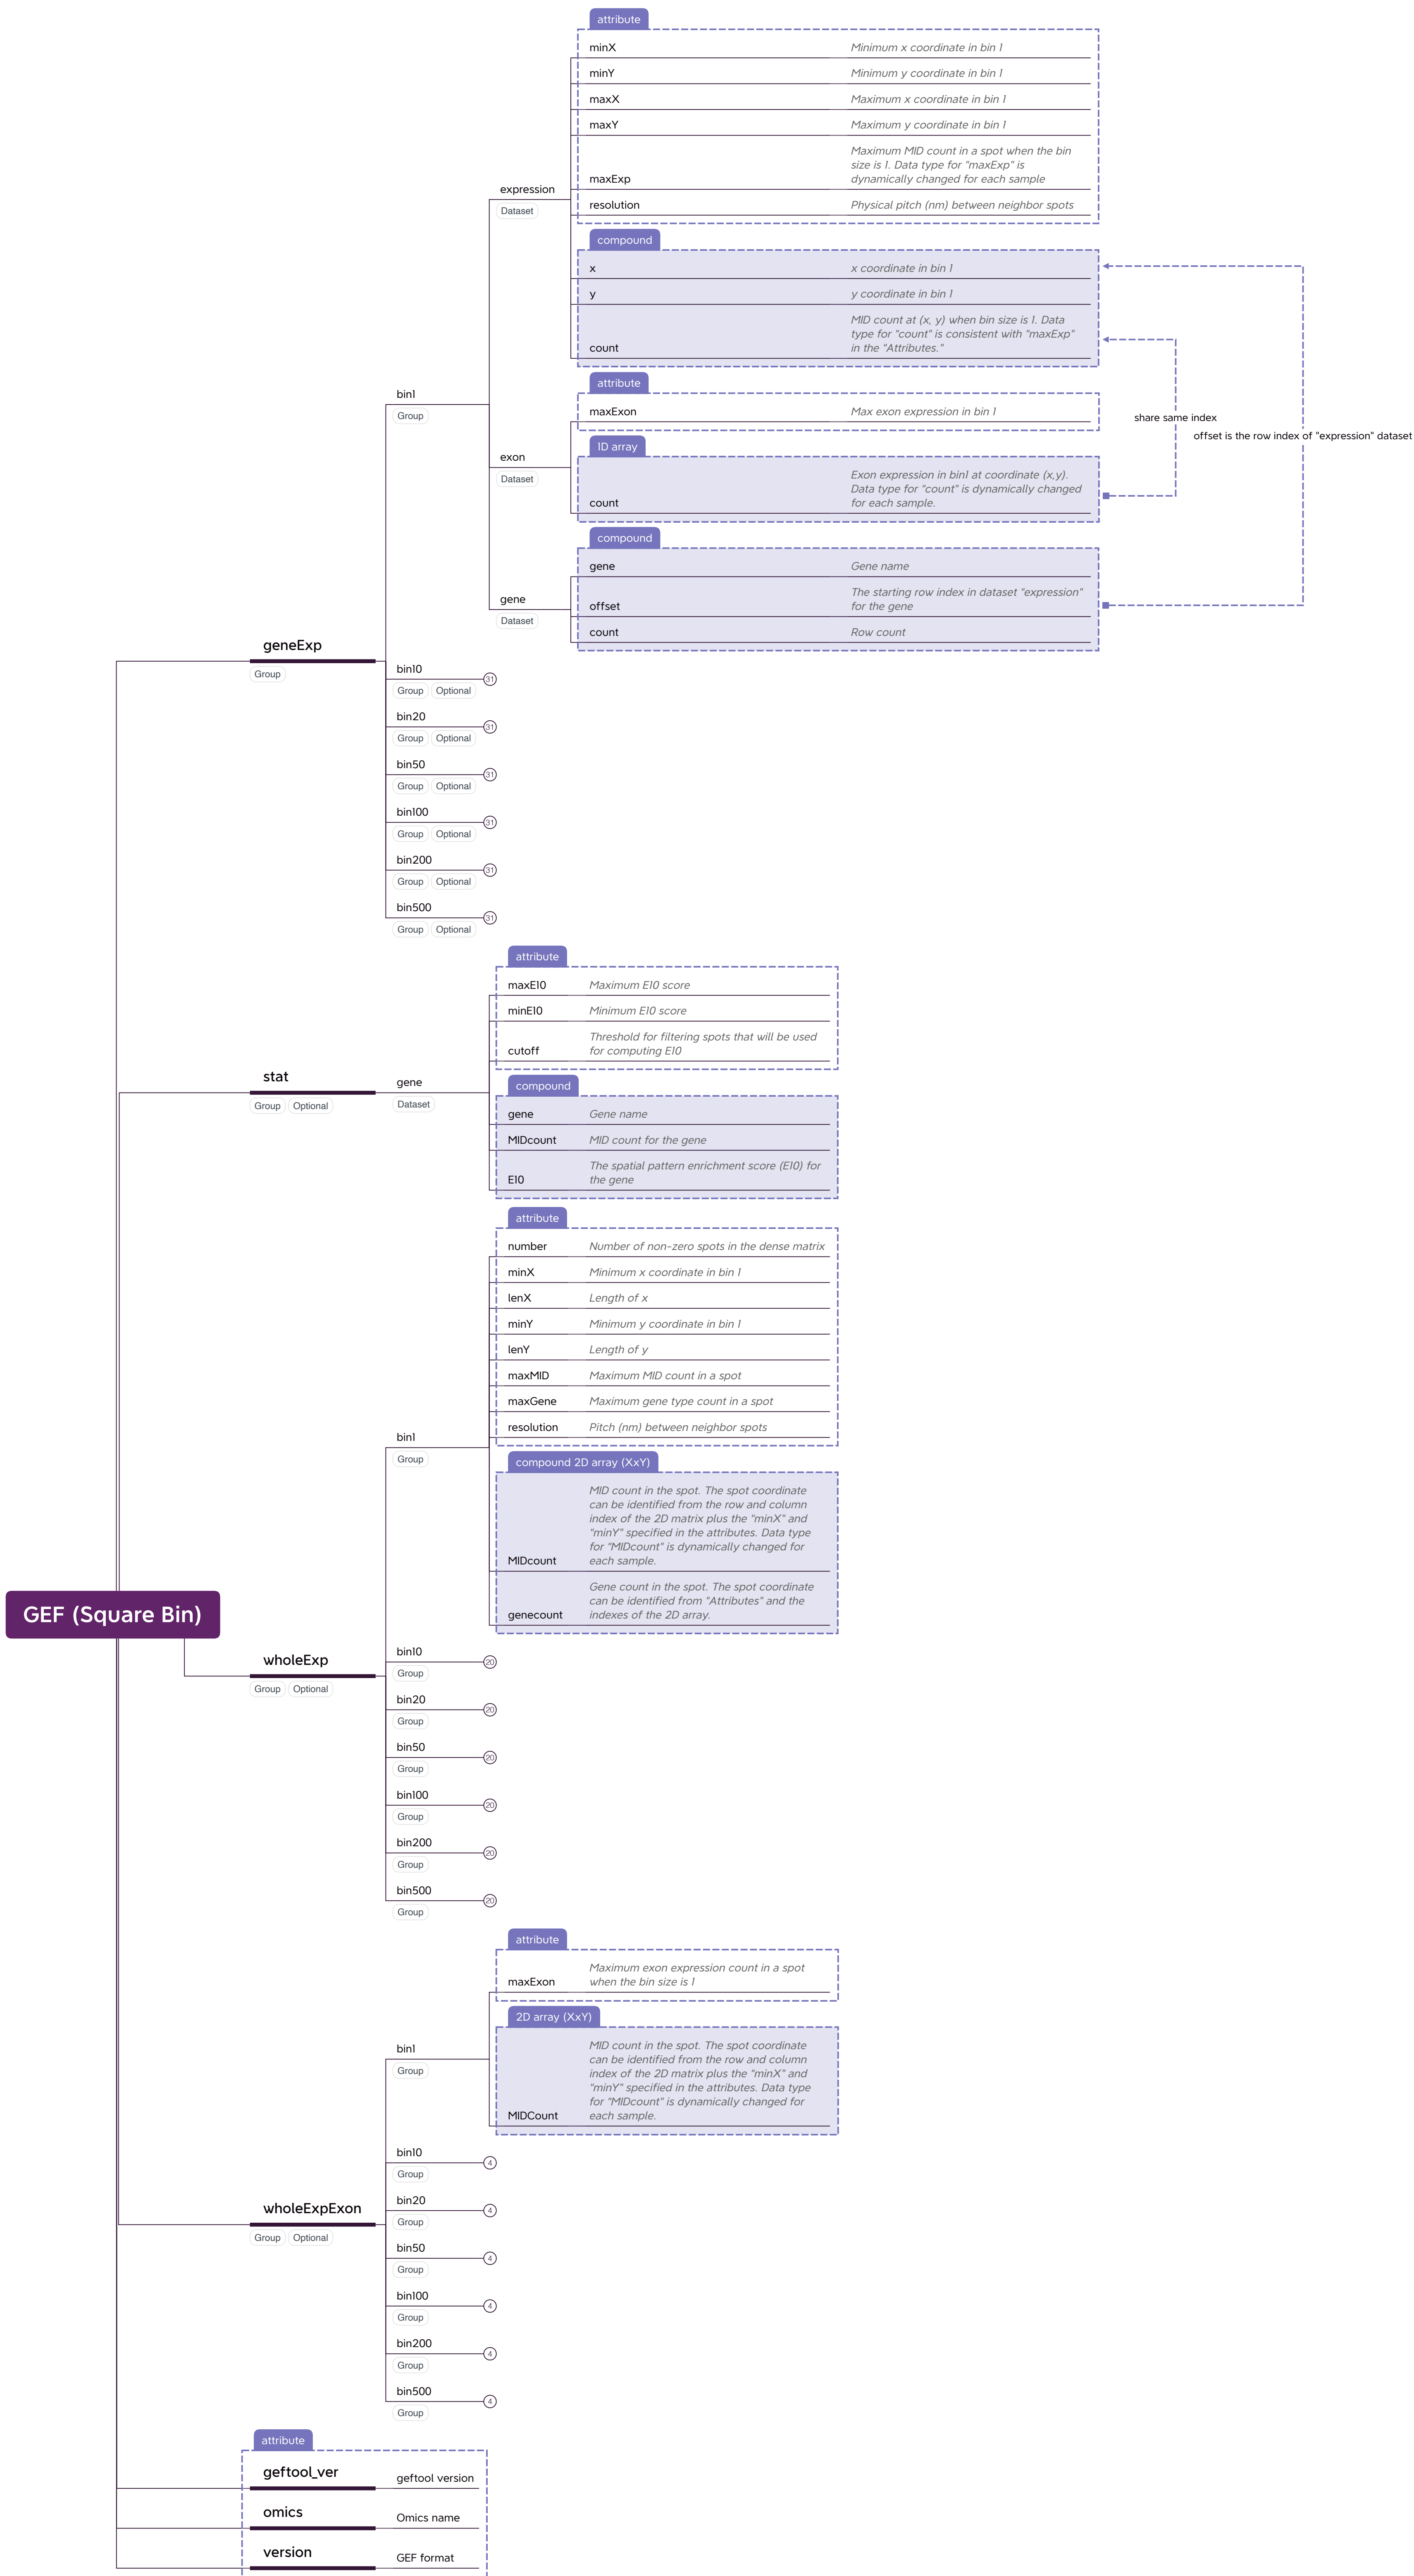 attribute
minX Minimum x coordinate in bin 1
minY Minimum y coordinate in bin 1
maxX Maximum x coordinate in bin 1
maxY Maximum y coordinate in bin 1
Maximum MID count in a spot when the bin
size is 1. Data type for "maxExp" is
maxExp dynamically changed for each sample
expression
resolution Physical pitch (nm) between neighbor spots
Dataset
compound
x x coordinate in bin 1
y y coordinate in bin 1
MID count at (x, y) when bin size is 1. Data
type for "count" is consistent with "maxExp"
count in the "Attributes."
attribute
bin1
Group
maxExon Max exon expression in bin 1
share same index
offset is the row index of "expression" dataset
1D array
exon
Dataset
Exon expression in bin1 at coordinate (x,y).
Data type for "count" is dynamically changed
count for each sample.
compound
gene Gene name
gene
Dataset
The starting row index in dataset "expression"
offset for the gene
count Row count
geneExp
Group
bin10
31
Group Optional
bin20
31
Group Optional
bin50
31
Group Optional
bin100
31
Group Optional
bin200
31
Group Optional
bin500
31
Group Optional
attribute
maxE10 Maximum E10 score
minE10 Minimum E10 score
Threshold for filtering spots that will be used
cutoff for computing E10
stat
Group Optional
gene
Dataset
compound
gene Gene name
MIDcount MID count for the gene
The spatial pattern enrichment score (E10) for
E10 the gene
attribute
number Number of non-zero spots in the dense matrix
minX Minimum x coordinate in bin 1
lenX Length of x
minY Minimum y coordinate in bin 1
lenY Length of y
maxMID Maximum MID count in a spot
maxGene Maximum gene type count in a spot
resolution Pitch (nm) between neighbor spots
bin1
Group
compound 2D array (XxY)
MID count in the spot. The spot coordinate
can be identified from the row and column
index of the 2D matrix plus the "minX" and
"minY" specified in the attributes. Data type
for "MIDcount" is dynamically changed for
MIDcount each sample.
Gene count in the spot. The spot coordinate
can be identified from "Attributes" and the
genecount indexes of the 2D array.
GEF (Square Bin)
wholeExp
Group Optional
bin10
20
Group
bin20
20
Group
bin50
20
Group
bin100
20
Group
bin200
20
Group
bin500
20
Group
attribute
Maximum exon expression count in a spot
maxExon when the bin size is 1
2D array (XxY)
bin1
Group
MID count in the spot. The spot coordinate
can be identified from the row and column
index of the 2D matrix plus the "minX" and
"minY" specified in the attributes. Data type
for "MIDcount" is dynamically changed for
MIDCount each sample.
bin10
4
Group
bin20
4
Group
wholeExpExon
Group Optional
bin50
4
Group
bin100
4
Group
bin200
4
Group
bin500
4
Group
attribute
geftool_ver geftool version
omics Omics name
version GEF format